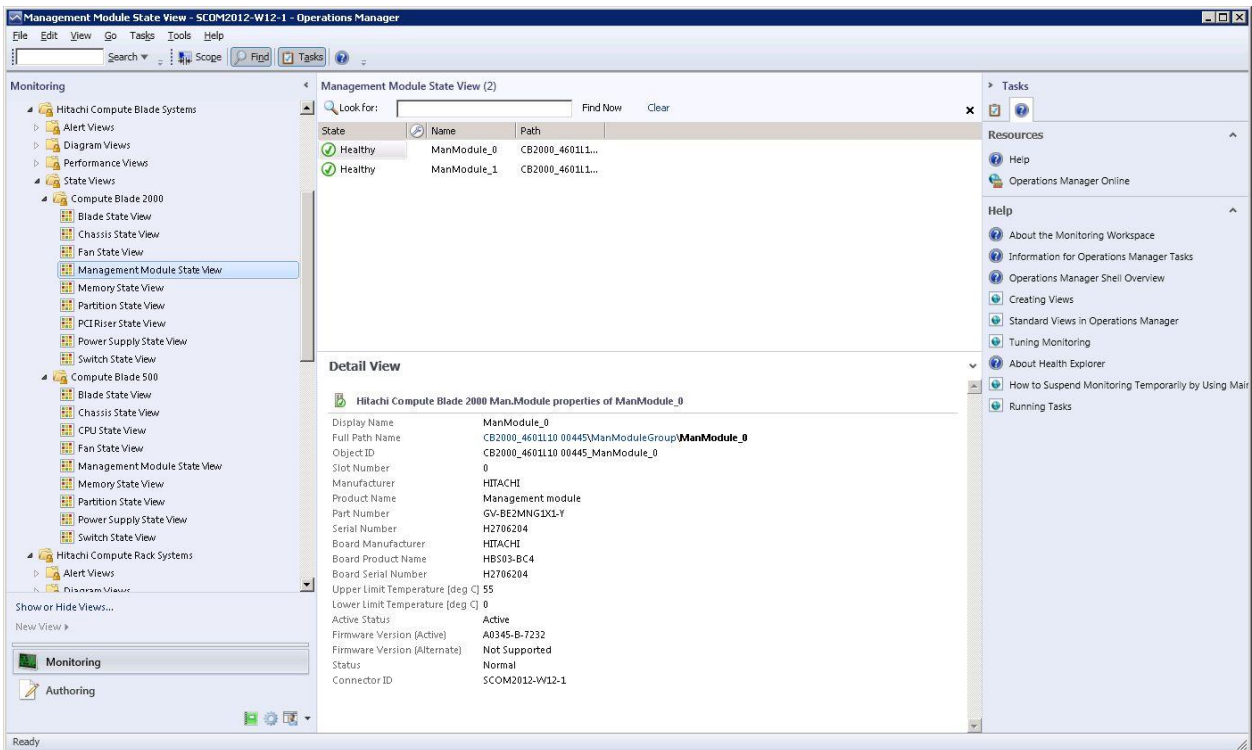 Management Module State View - SCOM2012-W12-1 - Operations Manager
File Edit View Go Tasks Tools Help
Search Scope Find Tasks
Monitoring
Hitachi Compute Blade Systems
Alert Views
Diagram Views
Performance Views
State Views
Compute Blade 2000
Blade State View
Chassis State View
Fan State View
Management Module State View
Memory State View
Partition State View
PCI Riser State View
Power Supply State View
Switch State View
Compute Blade 500
Blade State View
Chassis State View
CPU State View
Fan State View
Management Module State View
Memory State View
Partition State View
Power Supply State View
Switch State View
Hitachi Compute Rack Systems
Alert Views
Diagram Views
Show or Hide Views...
New View
Monitoring
Authoring
Ready
Management Module State View (2)
Look for: Find Now Clear
State Name Path
Healthy ManModule_0 CB2000_4601L1...
Healthy ManModule_1 CB2000_4601L1...
Detail View
Hitachi Compute Blade 2000 Man.Module properties of ManModule_0
Display Name ManModule_0
Full Path Name CB2000_4601L10 00445\ManModuleGroup\ManModule_0
Object ID CB2000_4601L10 00445_ManModule_0
Slot Number 0
Manufacturer HITACHI
Product Name Management module
Part Number GV-BE2MNG1X1-Y
Serial Number H2706204
Board Manufacturer HITACHI
Board Product Name HBS03-BC4
Board Serial Number H2706204
Upper Limit Temperature [deg C] 55
Lower Limit Temperature [deg C] 0
Active Status Active
Firmware Version (Active) A0345-B-7232
Firmware Version (Alternate) Not Supported
Status Normal
Connector ID SCOM2012-W12-1
Tasks
Resources
Help
Operations Manager Online
Help
About the Monitoring Workspace
Information for Operations Manager Tasks
Operations Manager Shell Overview
Creating Views
Standard Views in Operations Manager
Tuning Monitoring
About Health Explorer
How to Suspend Monitoring Temporarily by Using Mair
Running Tasks